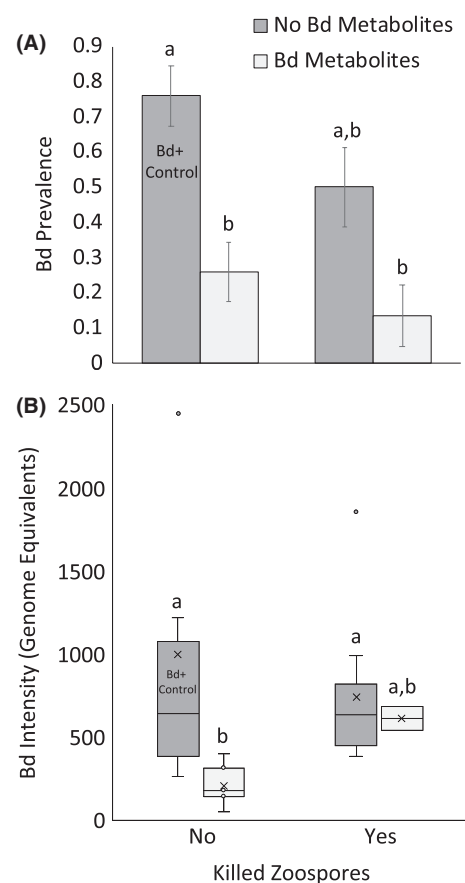 No Bd Metabolites
Bd Metabolites
(A)
Bd Prevalence
0.9
0.8
0.7
0.6
0.5
0.4
0.3
0.2
0.1
0
a
Bd+
Control
b
a,b
b
(B)
Bd Intensity (Genome Equivalents)
2500
2000
1500
1000
500
0
a
Bd+
Control
b
a
a,b
No
Yes
Killed Zoospores